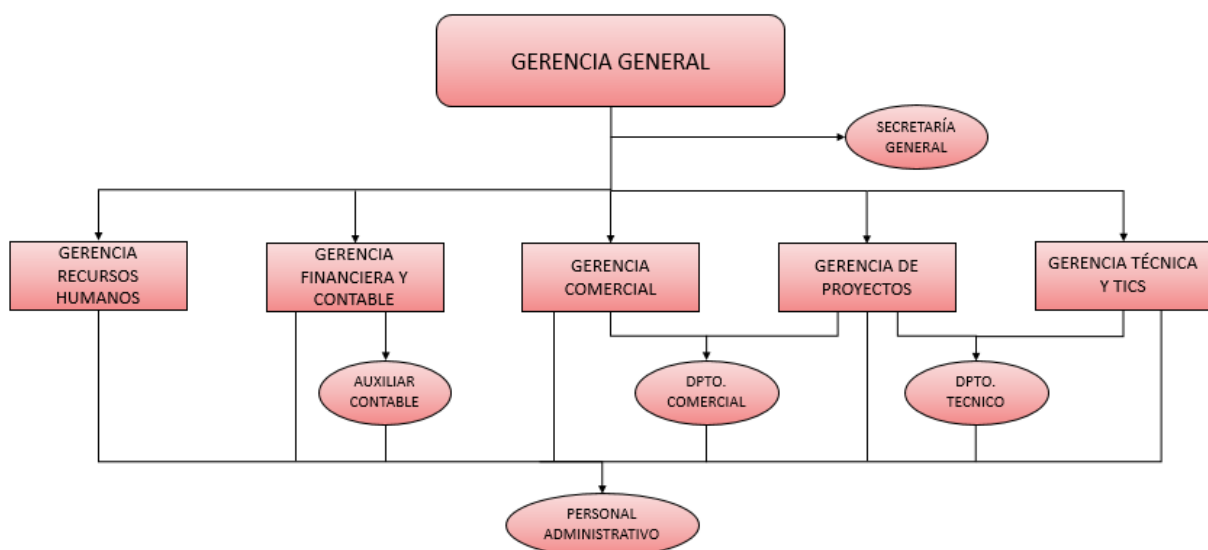 GERENCIA GENERAL
SECRETARÍA
GENERAL
GERENCIA
RECURSOS
HUMANOS
GERENCIA
FINANCIERA Y
CONTABLE
GERENCIA
COMERCIAL
GERENCIA DE
PROYECTOS
GERENCIA TÉCNICA
Y TICS
AUXILIAR
CONTABLE
DPTO.
COMERCIAL
DPTO.
TECNICO
PERSONAL
ADMINISTRATIVO